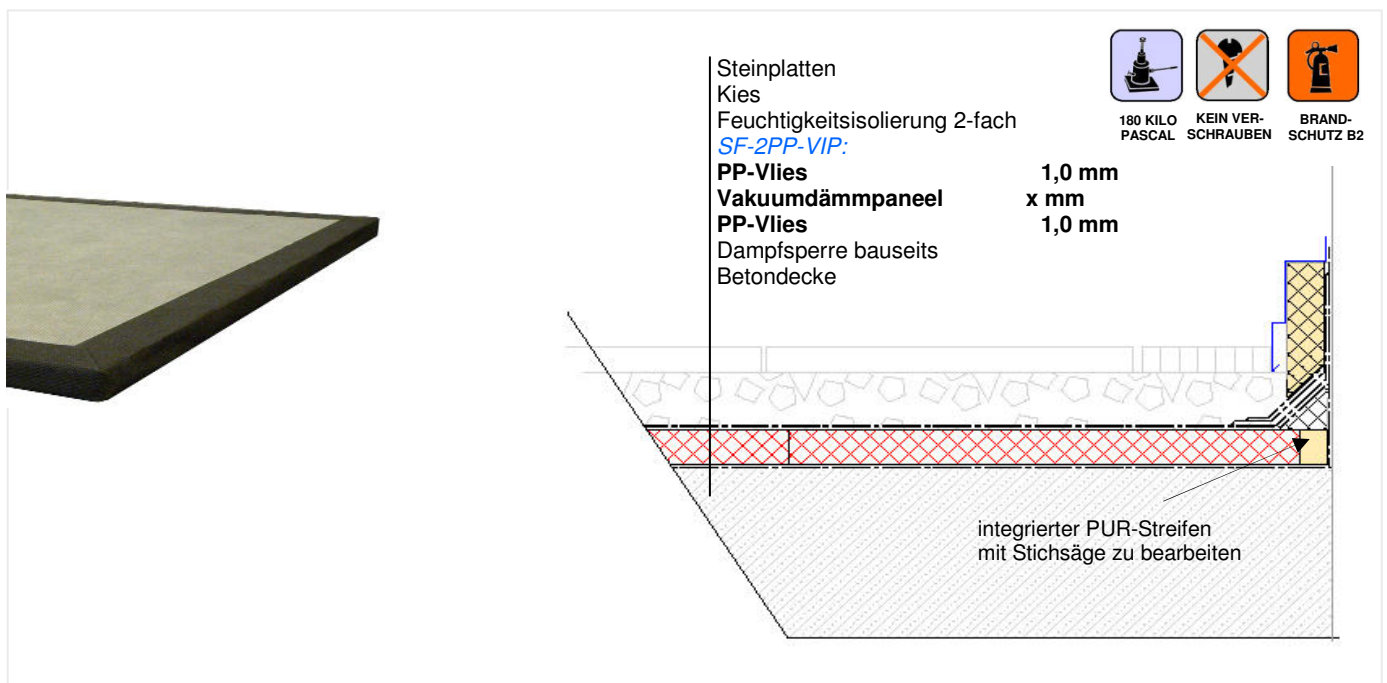 Steinplatten
Kies
Feuchtigkeitsisolierung 2-fach
SF-2PP-VIP:
PP-Vlies 1,0 mm
Vakuumdämmpaneel x mm
PP-Vlies 1,0 mm
Dampfsperre bauseits
Betondecke
180 KILO
PASCAL
KEIN VER-
SCHRAUBEN
BRAND-
SCHUTZ B2
integrierter PUR-Streifen
mit Stichsäge zu bearbeiten